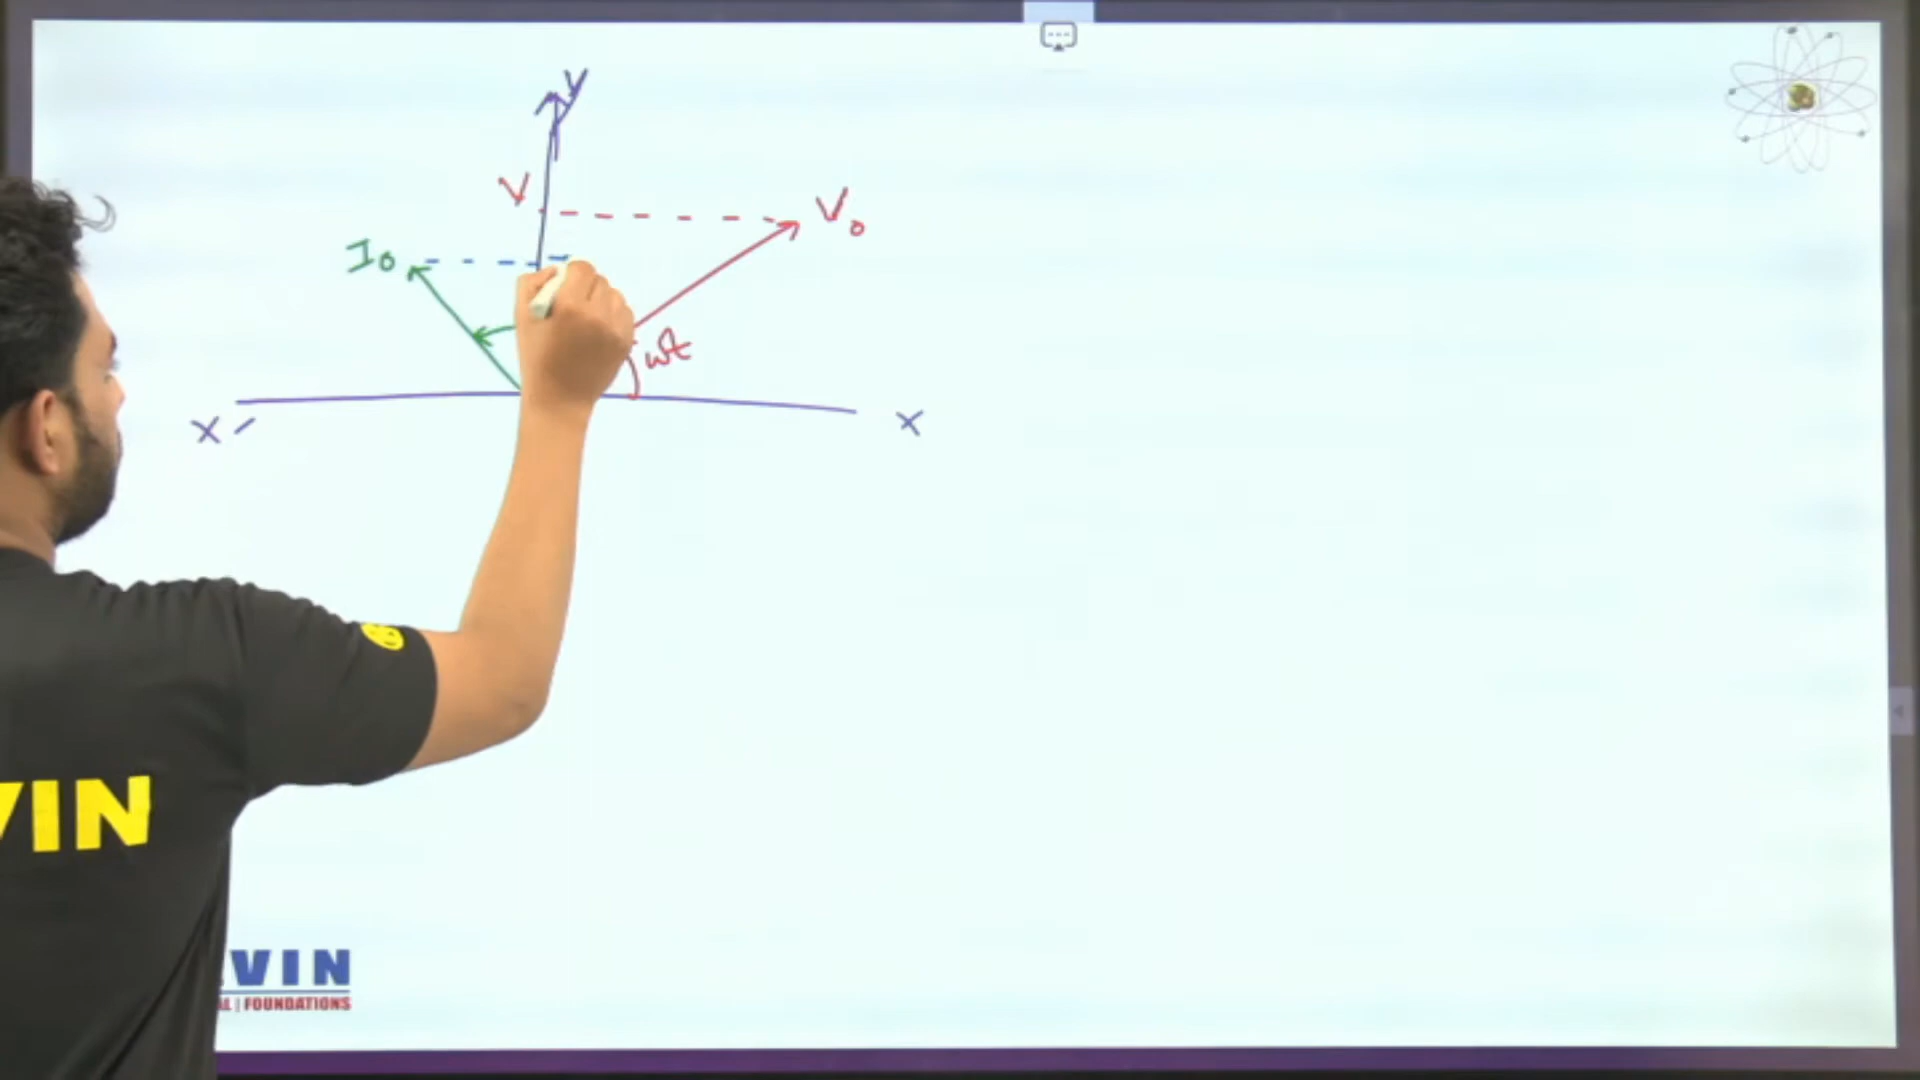 Y
V
V₀
I₀
ωt
X′
X
VIN
VIN
FOUNDATIONS